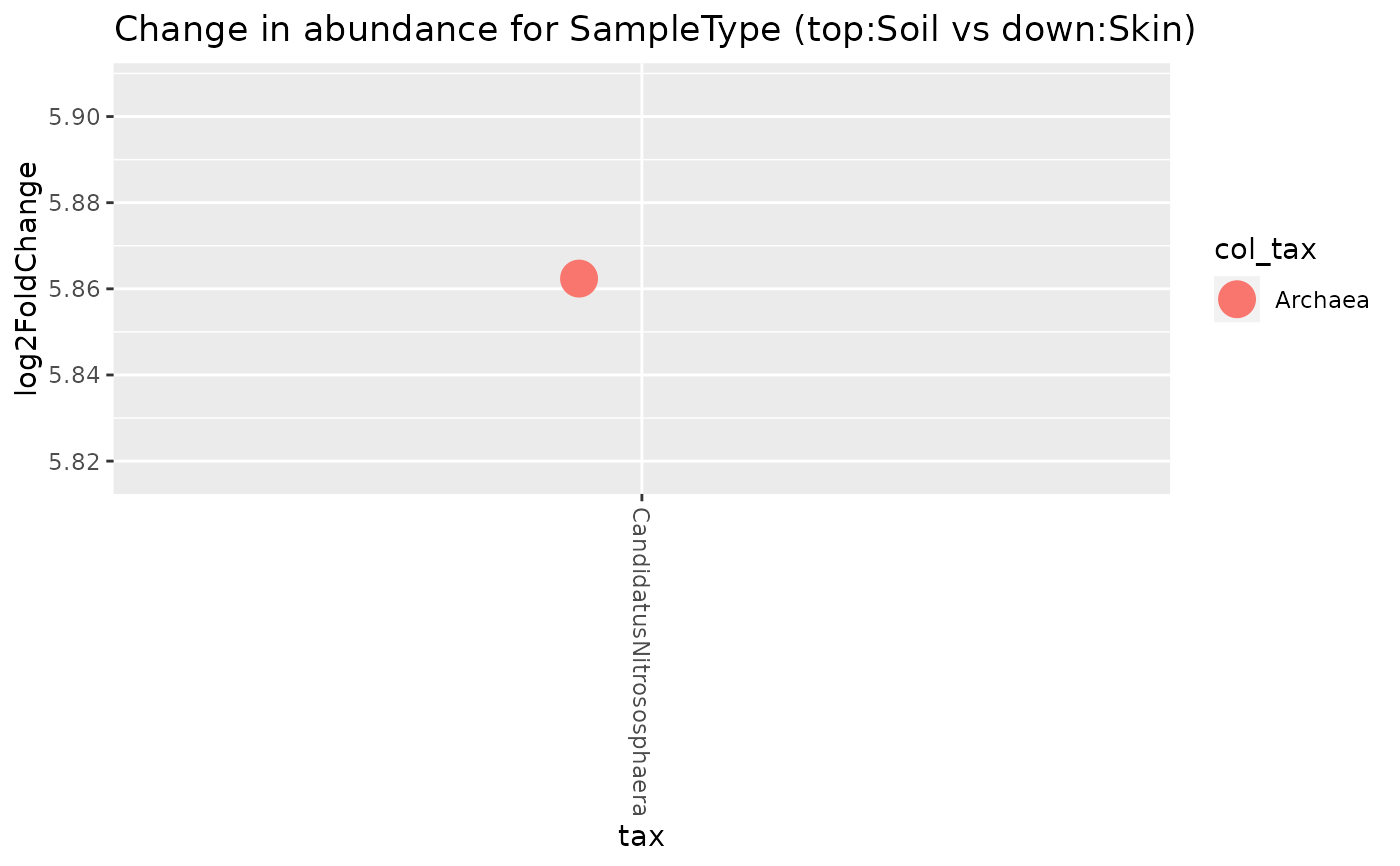 Change in abundance for SampleType (top:Soil vs down:Skin)
log2FoldChange
5.90
5.88
5.86
5.84
5.82
CandidatusNitrososphaera
tax
col_tax
Archaea